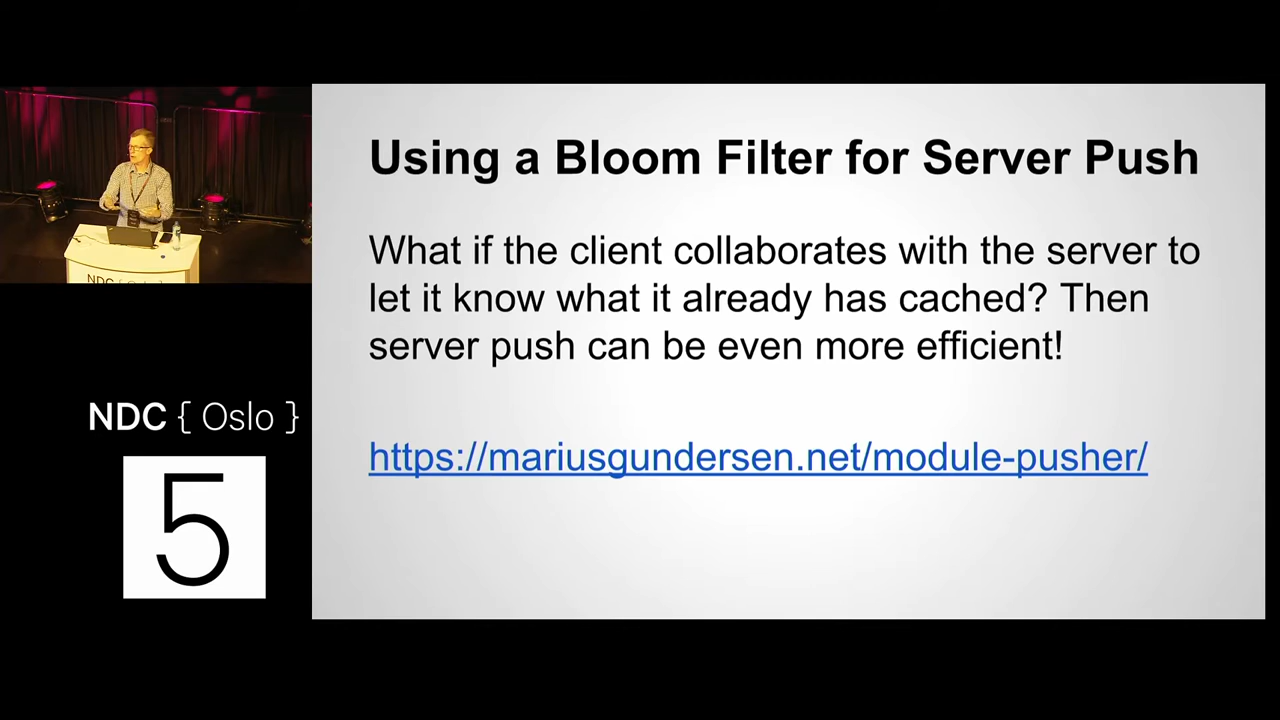 Using a Bloom Filter for Server Push
What if the client collaborates with the server to
let it know what it already has cached? Then
server push can be even more efficient!
https://mariusgundersen.net/module-pusher/
NDC { Oslo }
NDC { Oslo }
5